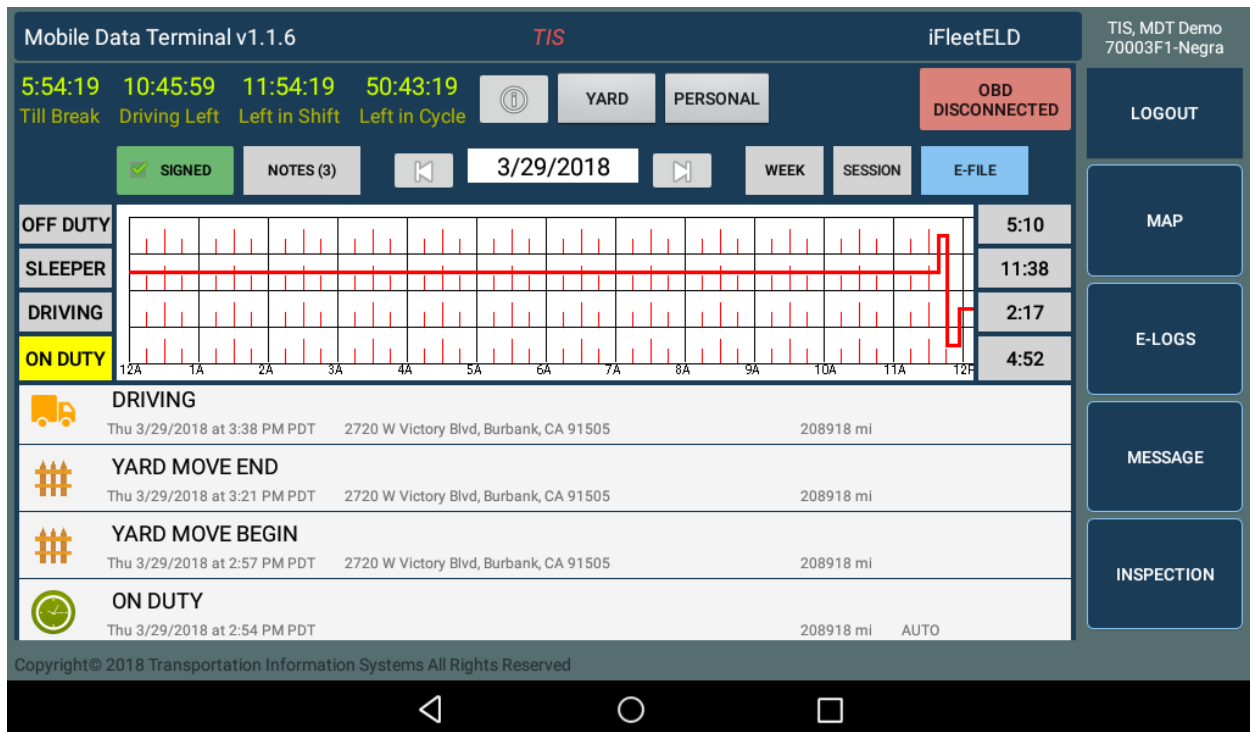 Mobile Data Terminal v1.1.6 TIS iFleetELD
TIS, MDT Demo
70003F1-Negra
5:54:19 10:45:59 11:54:19 50:43:19
Till Break Driving Left Left in Shift Left in Cycle
YARD PERSONAL
OBD
DISCONNECTED
LOGOUT
SIGNED NOTES (3) 3/29/2018 WEEK SESSION E-FILE
OFF DUTY 5:10
MAP
SLEEPER 11:38
DRIVING 2:17
E-LOGS
ON DUTY 4:52
12A 1A 2A 3A 4A 5A 6A 7A 8A 9A 10A 11A 12P
DRIVING
Thu 3/29/2018 at 3:38 PM PDT 2720 W Victory Blvd, Burbank, CA 91505 208918 mi
MESSAGE
YARD MOVE END
Thu 3/29/2018 at 3:21 PM PDT 2720 W Victory Blvd, Burbank, CA 91505 208918 mi
YARD MOVE BEGIN
Thu 3/29/2018 at 2:57 PM PDT 2720 W Victory Blvd, Burbank, CA 91505 208918 mi
INSPECTION
ON DUTY
Thu 3/29/2018 at 2:54 PM PDT 208918 mi AUTO
Copyright© 2018 Transportation Information Systems All Rights Reserved